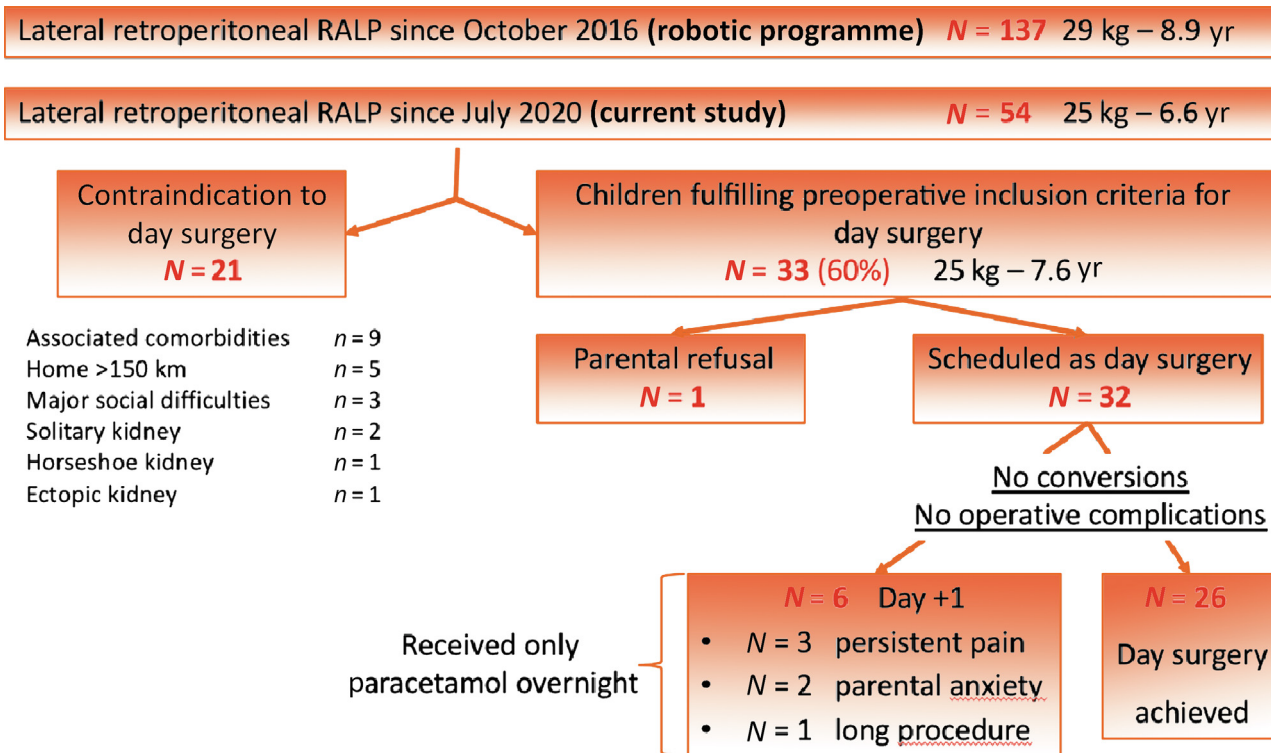 Lateral retroperitoneal RALP since October 2016 (robotic programme) N = 137 29 kg – 8.9 yr
Lateral retroperitoneal RALP since July 2020 (current study) N = 54 25 kg – 6.6 yr
Contraindication to
day surgery
N = 21
Children fulfilling preoperative inclusion criteria for
day surgery
N = 33 (60%) 25 kg – 7.6 yr
Associated comorbidities n = 9
Home >150 km n = 5
Major social difficulties n = 3
Solitary kidney n = 2
Horseshoe kidney n = 1
Ectopic kidney n = 1
Parental refusal
N = 1
Scheduled as day surgery
N = 32
No conversions
No operative complications
Received only
paracetamol overnight
N = 6 Day +1
• N = 3 persistent pain
• N = 2 parental anxiety
• N = 1 long procedure
N = 26
Day surgery
achieved